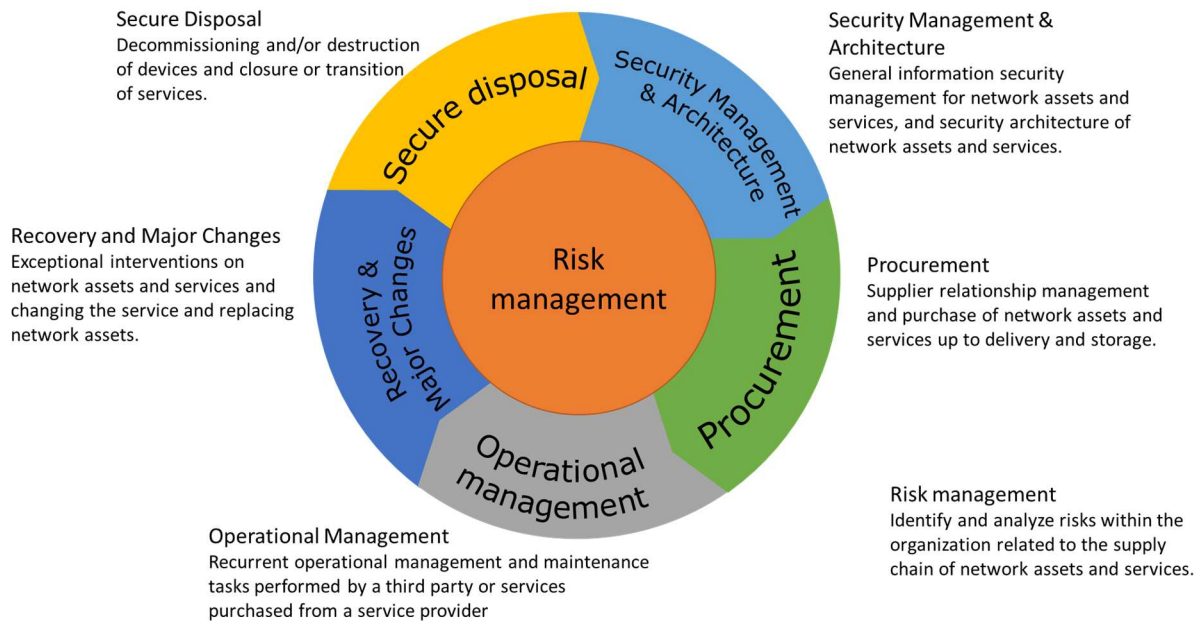 Secure Disposal
Decommissioning and/or destruction
of devices and closure or transition
of services.
Security Management &
Architecture
General information security
management for network assets and
services, and security architecture of
network assets and services.
Secure disposal
Security Management
& Architecture
Recovery and Major Changes
Exceptional interventions on
network assets and services and
changing the service and replacing
network assets.
Recovery &
Major Changes
Risk
management
Procurement
Procurement
Supplier relationship management
and purchase of network assets and
services up to delivery and storage.
Operational
management
Risk management
Identify and analyze risks within the
organization related to the supply
chain of network assets and services.
Operational Management
Recurrent operational management and maintenance
tasks performed by a third party or services
purchased from a service provider